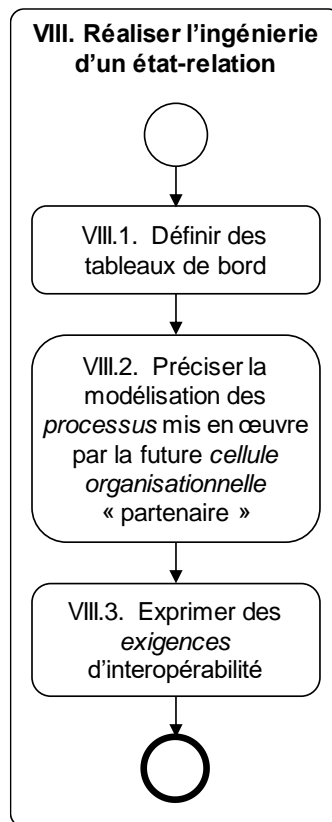 VIII. Réaliser l’ingénierie
d’un état-relation
VIII.1. Définir des
tableaux de bord
VIII.2. Préciser la
modélisation des
processus mis en œuvre
par la future cellule
organisationnelle
« partenaire »
VIII.3. Exprimer des
exigences
d’interopérabilité